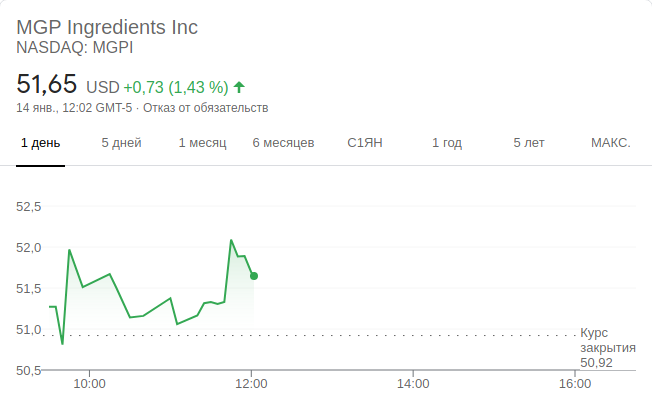 MGP Ingredients Inc
NASDAQ: MGPI
51,65 USD +0,73 (1,43 %)
14 янв., 12:02 GMT-5 · Отказ от обязательств
1 день 5 дней 1 месяц 6 месяцев С1ЯН 1 год 5 лет МАКС.
52,5
52,0
51,5
51,0
Курс
закрытия
50,92
50,5
10:00 12:00 14:00 16:00